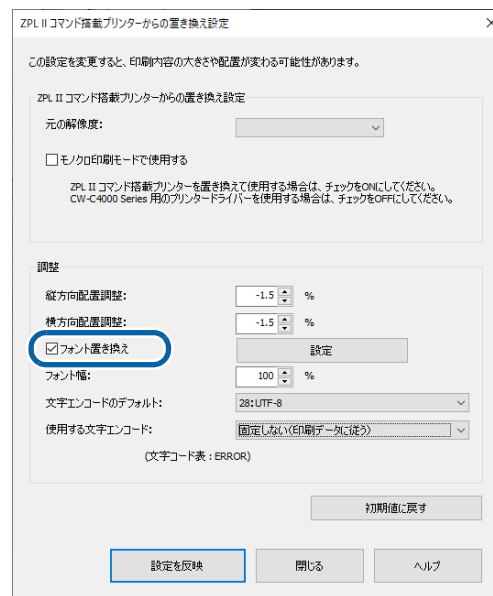 ZPL II コマンド搭載プリンターからの置き換え設定
この設定を変更すると、印刷内容の大きさや配置が変わる可能性があります。
ZPL II コマンド搭載プリンターからの置き換え設定
元の解像度:
モノクロ印刷モードで使用する
ZPL II コマンド搭載プリンターを置き換えて使用する場合は、チェックをONにしてください。
CW-C4000 Series 用のプリンタードライバーを使用する場合は、チェックをOFFにしてください。
調整
縦方向配置調整: -1.5 %
横方向配置調整: -1.5 %
フォント置き換え 設定
フォント幅: 100 %
文字エンコードのデフォルト: 28:UTF-8
使用する文字エンコード: 固定しない(印刷データに従う)
(文字コード表 : ERROR)
初期値に戻す
設定を反映 閉じる ヘルプ